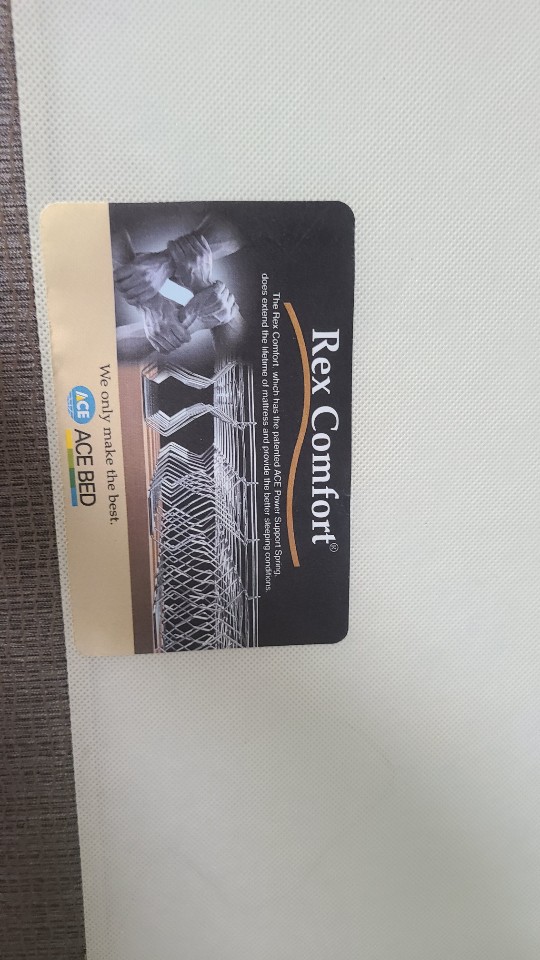 Rex Comfort®
The Rex Comfort, which has the patented ACE Power Support Spring,
does extend the lifetime of mattress and provide the better sleeping conditions.
We only make the best.
ACE ACE BED